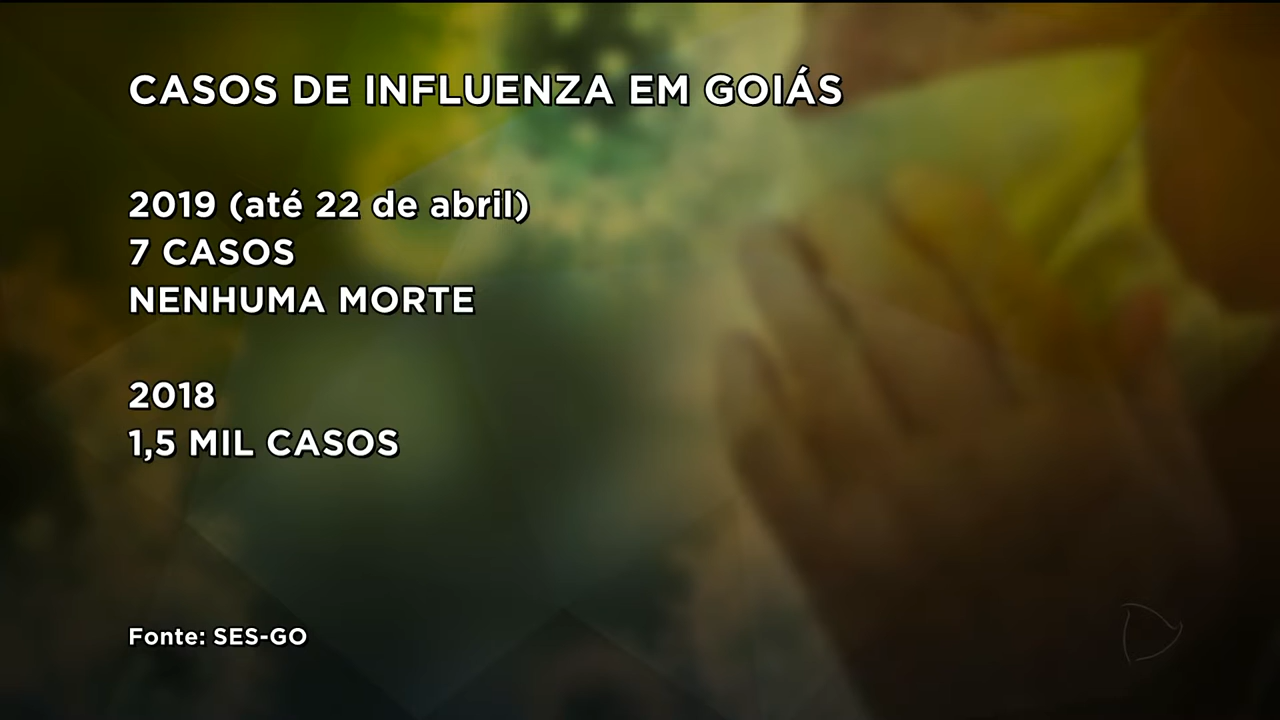 CASOS DE INFLUENZA EM GOIÁS
2019 (até 22 de abril)
7 CASOS
NENHUMA MORTE
2018
1,5 MIL CASOS
Fonte: SES-GO